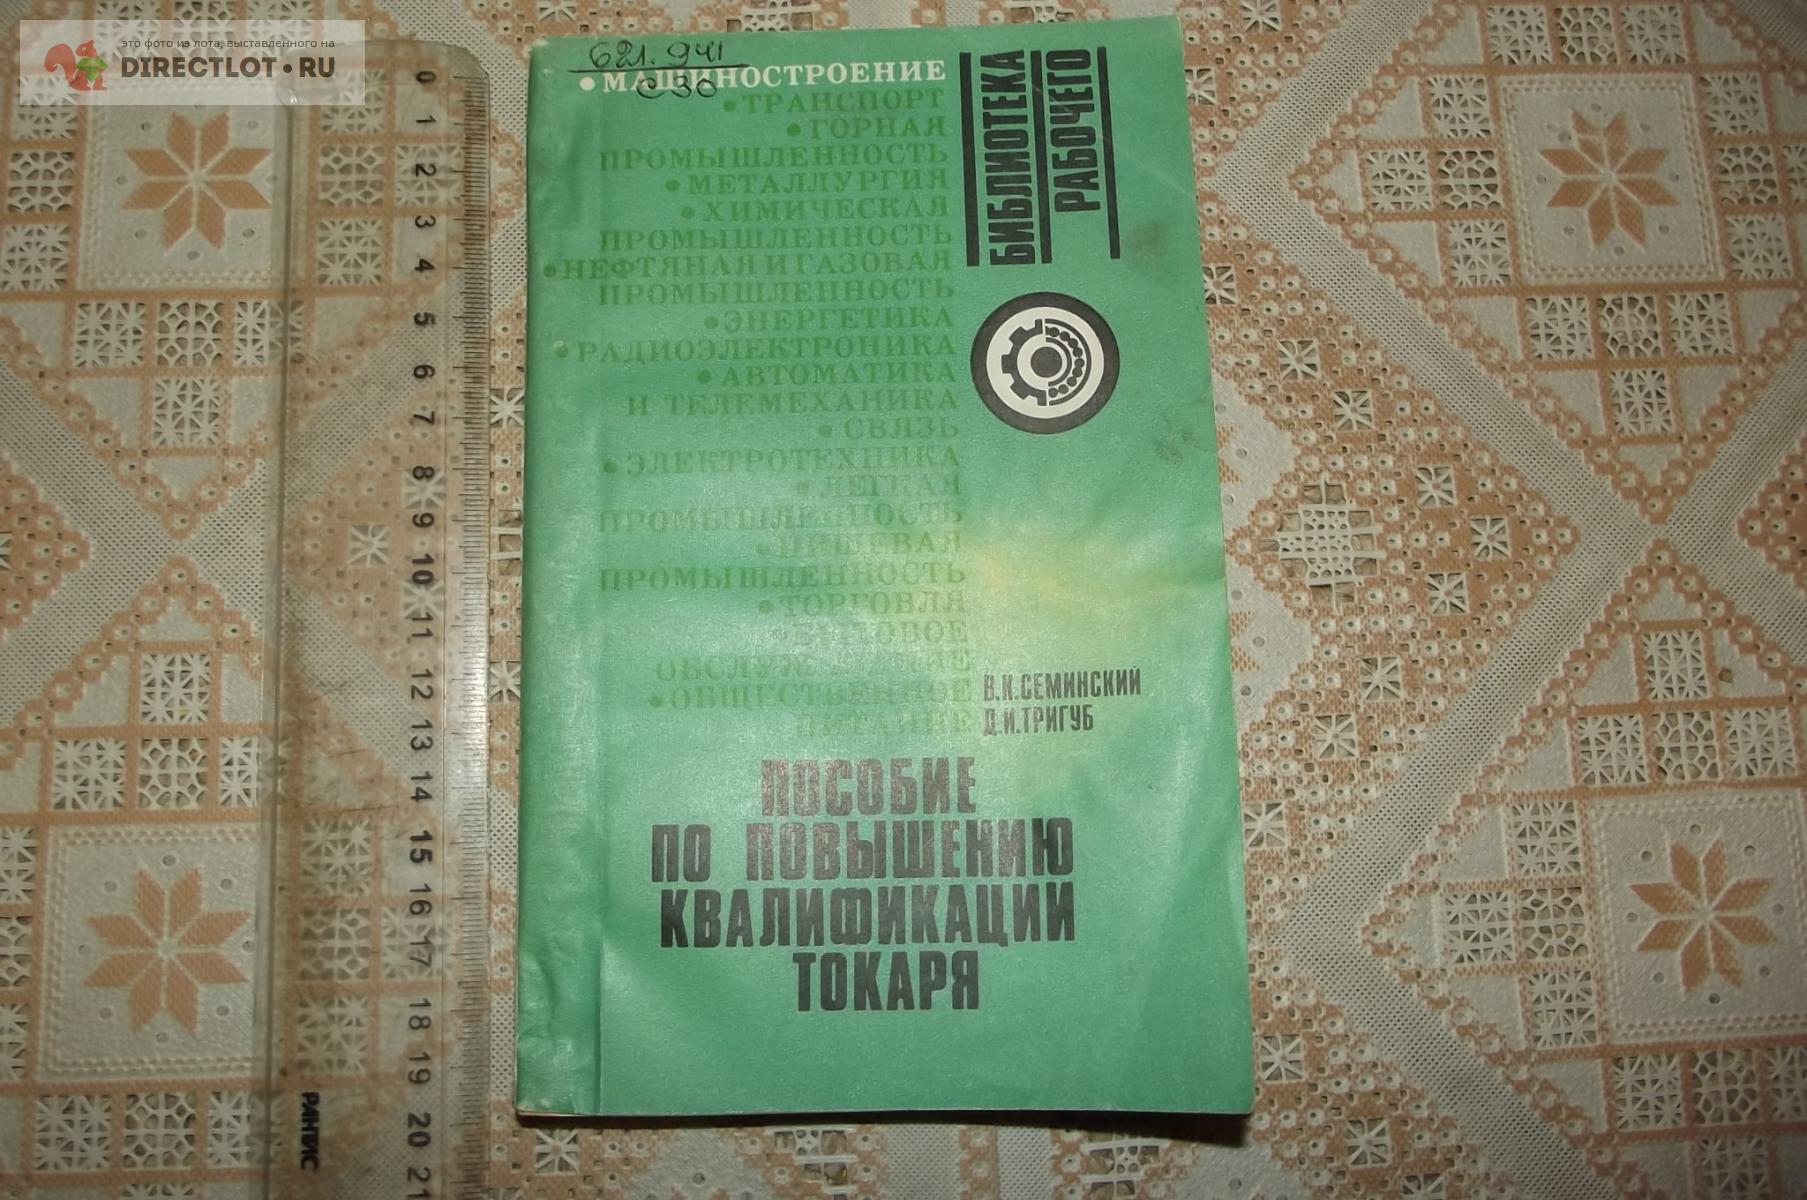 это фото из лота, выставленного на
DIRECTLOT.RU
621.941
С30
• МАШИНОСТРОЕНИЕ
• ТРАНСПОРТ
• ГОРНАЯ
ПРОМЫШЛЕННОСТЬ
• МЕТАЛЛУРГИЯ
• ХИМИЧЕСКАЯ
ПРОМЫШЛЕННОСТЬ
• НЕФТЯНАЯ И ГАЗОВАЯ
ПРОМЫШЛЕННОСТЬ
• ЭНЕРГЕТИКА
• РАДИОЭЛЕКТРОНИКА
• АВТОМАТИКА
И ТЕЛЕМЕХАНИКА
• СВЯЗЬ
• ЭЛЕКТРОТЕХНИКА
• ЛЕГКАЯ
ПРОМЫШЛЕННОСТЬ
• ПИЩЕВАЯ
ПРОМЫШЛЕННОСТЬ
• ТОРГОВЛЯ
• БЫТОВОЕ
ОБСЛУЖИВАНИЕ
• ОБЩЕСТВЕННОЕ
ПИТАНИЕ
БИБЛИОТЕКА
РАБОЧЕГО
В.К.СЕМИНСКИЙ
Д.И.ТРИГУБ
ПОСОБИЕ
ПО ПОВЫШЕНИЮ
КВАЛИФИКАЦИИ
ТОКАРЯ
0 1 2 3 4 5 6 7 8 9 10 11 12 13 14 15 16 17 18 19 20 21
РАНТИС